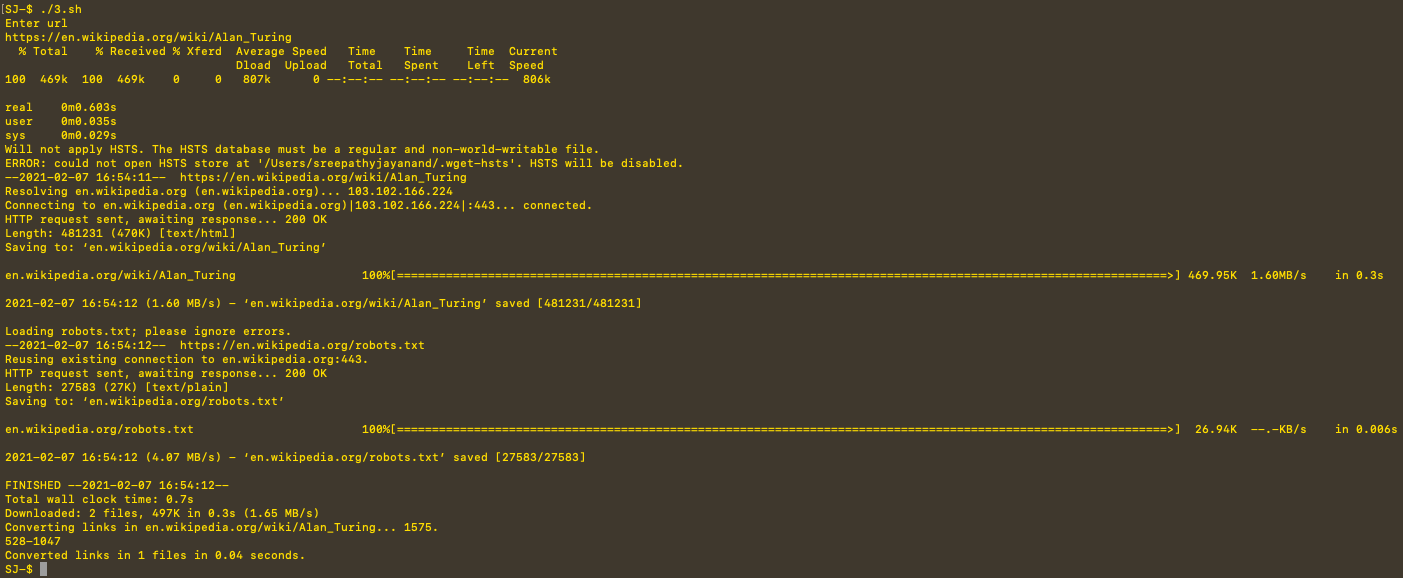 [SJ-$ ./3.sh
Enter url
https://en.wikipedia.org/wiki/Alan_Turing
  % Total    % Received % Xferd  Average Speed   Time    Time     Time  Current
                                 Dload  Upload   Total   Spent    Left  Speed
100  469k  100  469k    0     0   807k      0 --:--:-- --:--:-- --:--:--  806k

real    0m0.603s
user    0m0.035s
sys     0m0.029s
Will not apply HSTS. The HSTS database must be a regular and non-world-writable file.
ERROR: could not open HSTS store at '/Users/sreepathyjayanand/.wget-hsts'. HSTS will be disabled.
--2021-02-07 16:54:11--  https://en.wikipedia.org/wiki/Alan_Turing
Resolving en.wikipedia.org (en.wikipedia.org)... 103.102.166.224
Connecting to en.wikipedia.org (en.wikipedia.org)|103.102.166.224|:443... connected.
HTTP request sent, awaiting response... 200 OK
Length: 481231 (470K) [text/html]
Saving to: ‘en.wikipedia.org/wiki/Alan_Turing’

en.wikipedia.org/wiki/Alan_Turing                  100%[==============================================================================================================>] 469.95K  1.60MB/s    in 0.3s

2021-02-07 16:54:12 (1.60 MB/s) - ‘en.wikipedia.org/wiki/Alan_Turing’ saved [481231/481231]

Loading robots.txt; please ignore errors.
--2021-02-07 16:54:12--  https://en.wikipedia.org/robots.txt
Reusing existing connection to en.wikipedia.org:443.
HTTP request sent, awaiting response... 200 OK
Length: 27583 (27K) [text/plain]
Saving to: ‘en.wikipedia.org/robots.txt’

en.wikipedia.org/robots.txt                        100%[==============================================================================================================>]  26.94K  --.-KB/s    in 0.006s

2021-02-07 16:54:12 (4.07 MB/s) - ‘en.wikipedia.org/robots.txt’ saved [27583/27583]

FINISHED --2021-02-07 16:54:12--
Total wall clock time: 0.7s
Downloaded: 2 files, 497K in 0.3s (1.65 MB/s)
Converting links in en.wikipedia.org/wiki/Alan_Turing... 1575.
528-1047
Converted links in 1 files in 0.04 seconds.
SJ-$